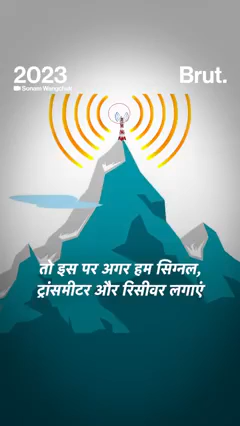 2023
Brut.
Sonam Wangchuk
तो इस पर अगर हम सिग्नल,
ट्रांसमीटर और रिसीवर लगाएं